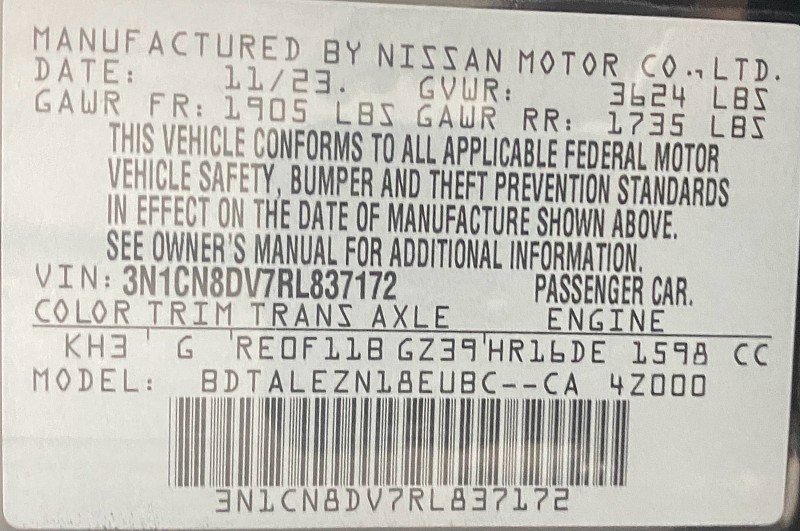 MANUFACTURED BY NISSAN MOTOR CO., LTD.
DATE: 11/23. GVWR: 3624 LBS
GAWR FR: 1905 LBS GAWR RR: 1735 LBS
THIS VEHICLE CONFORMS TO ALL APPLICABLE FEDERAL MOTOR
VEHICLE SAFETY, BUMPER AND THEFT PREVENTION STANDARDS
IN EFFECT ON THE DATE OF MANUFACTURE SHOWN ABOVE.
SEE OWNER'S MANUAL FOR ADDITIONAL INFORMATION.
VIN: 3N1CN8DV7RL837172 PASSENGER CAR.
COLOR TRIM TRANS AXLE ENGINE
KH3 G RE0F11B GZ39 HR16DE 1598 CC
MODEL: BDTALEZN18EUBC--CA 4Z000
3N1CN8DV7RL837172